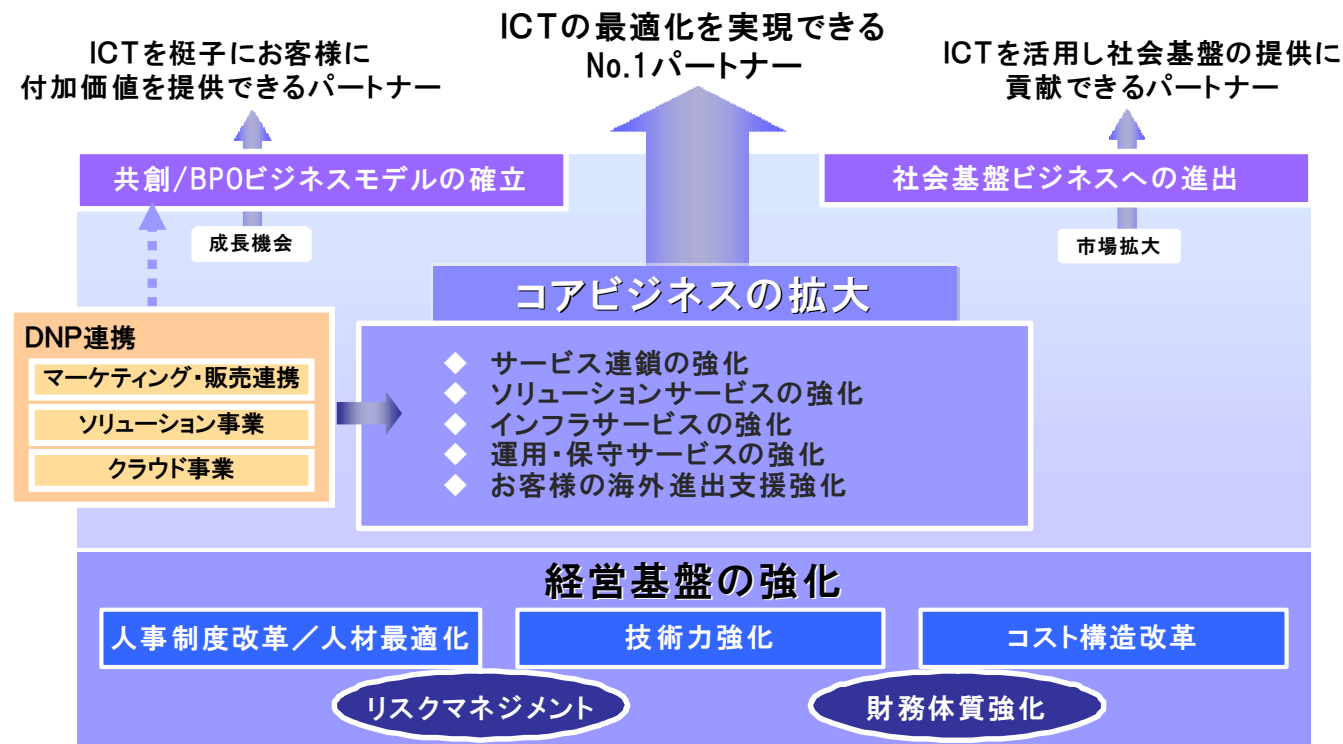 ICTの最適化を実現できる
No.1パートナー
ICTを梃子にお客様に
付加価値を提供できるパートナー
ICTを活用し社会基盤の提供に
貢献できるパートナー
共創/BPOビジネスモデルの確立
社会基盤ビジネスへの進出
成長機会
市場拡大
コアビジネスの拡大
DNP連携
マーケティング・販売連携
ソリューション事業
クラウド事業
◆ サービス連鎖の強化
◆ ソリューションサービスの強化
◆ インフラサービスの強化
◆ 運用・保守サービスの強化
◆ お客様の海外進出支援強化
経営基盤の強化
人事制度改革／人材最適化
技術力強化
コスト構造改革
リスクマネジメント
財務体質強化